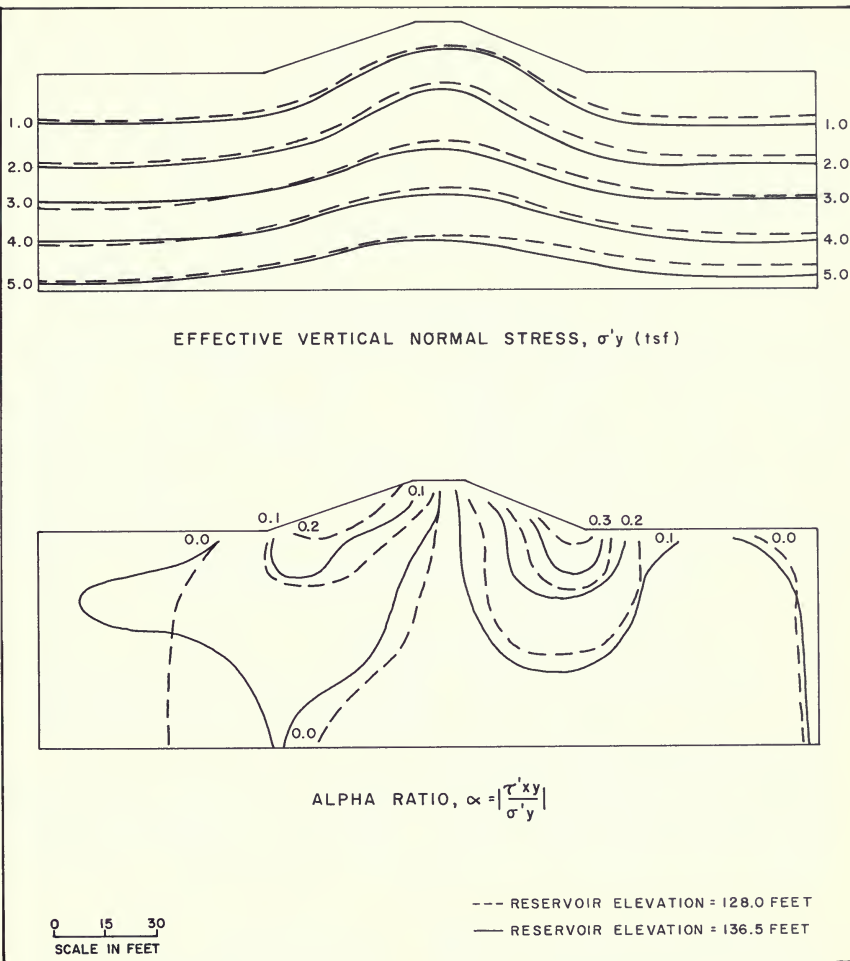 1.0 1.0
2.0 2.0
3.0 3.0
4.0 4.0
5.0 5.0
EFFECTIVE VERTICAL NORMAL STRESS, σ'y (tsf)
0.1
0.1 0.2 0.3 0.2
0.0 0.1 0.0
0.0
ALPHA RATIO, ∝ = |τ'xy/σ'y|
--- RESERVOIR ELEVATION = 128.0 FEET
0 15 30
— RESERVOIR ELEVATION = 136.5 FEET
SCALE IN FEET